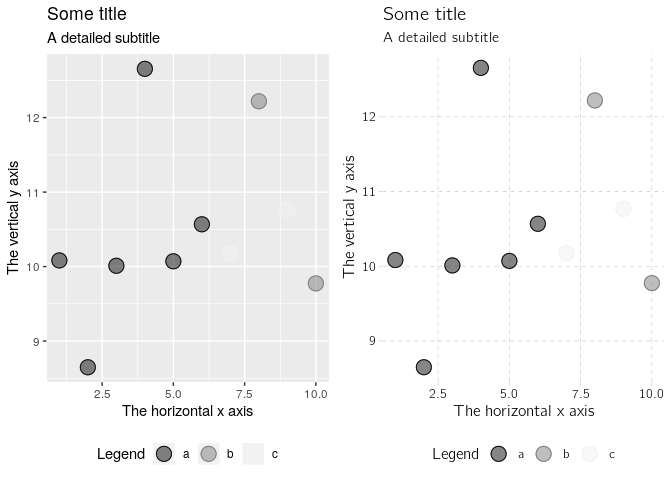 Some title
A detailed subtitle
The vertical y axis
12
11
10
9
2.5 5.0 7.5 10.0
The horizontal x axis
Legend a b c
Some title
A detailed subtitle
The vertical y axis
12
11
10
9
2.5 5.0 7.5 10.0
The horizontal x axis
Legend a b c